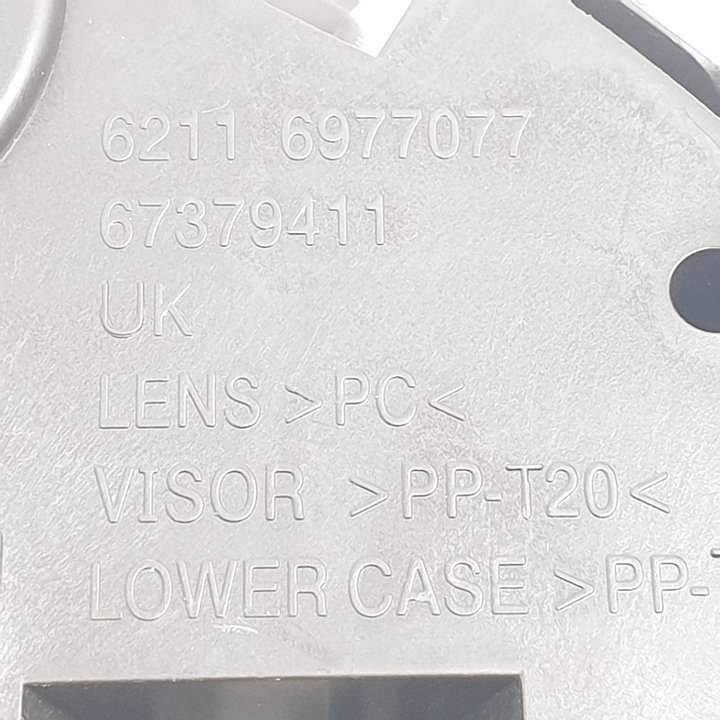 6211 6977077
67379411
UK
LENS >PC<
VISOR >PP-T20<
LOWER CASE >PP-